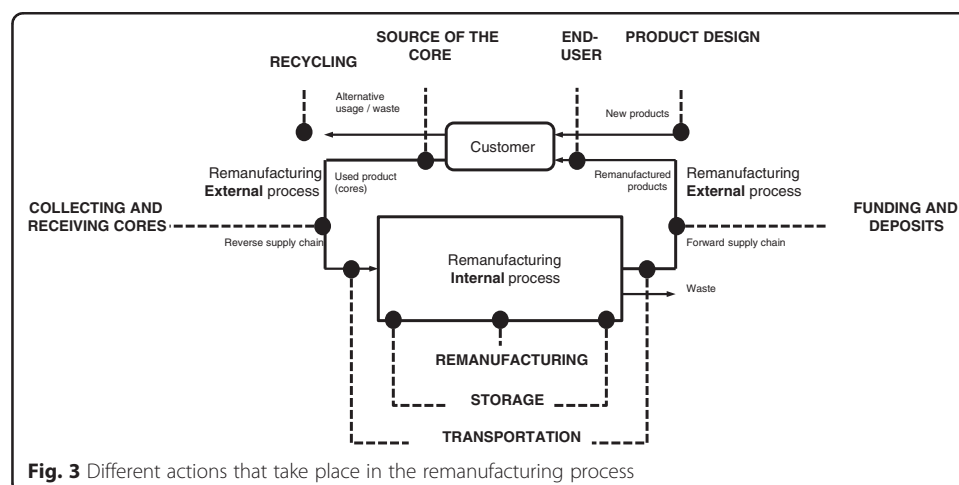 SOURCE OF THE
CORE
END-
USER
PRODUCT DESIGN
RECYCLING
Alternative
usage / waste
New products
Customer
Remanufacturing
External process
Used product
(cores)
Remanufactured
products
Remanufacturing
External process
COLLECTING AND
RECEIVING CORES
FUNDING AND
DEPOSITS
Reverse supply chain
Forward supply chain
Remanufacturing
Internal process
Waste
REMANUFACTURING
STORAGE
TRANSPORTATION
Fig. 3 Different actions that take place in the remanufacturing process